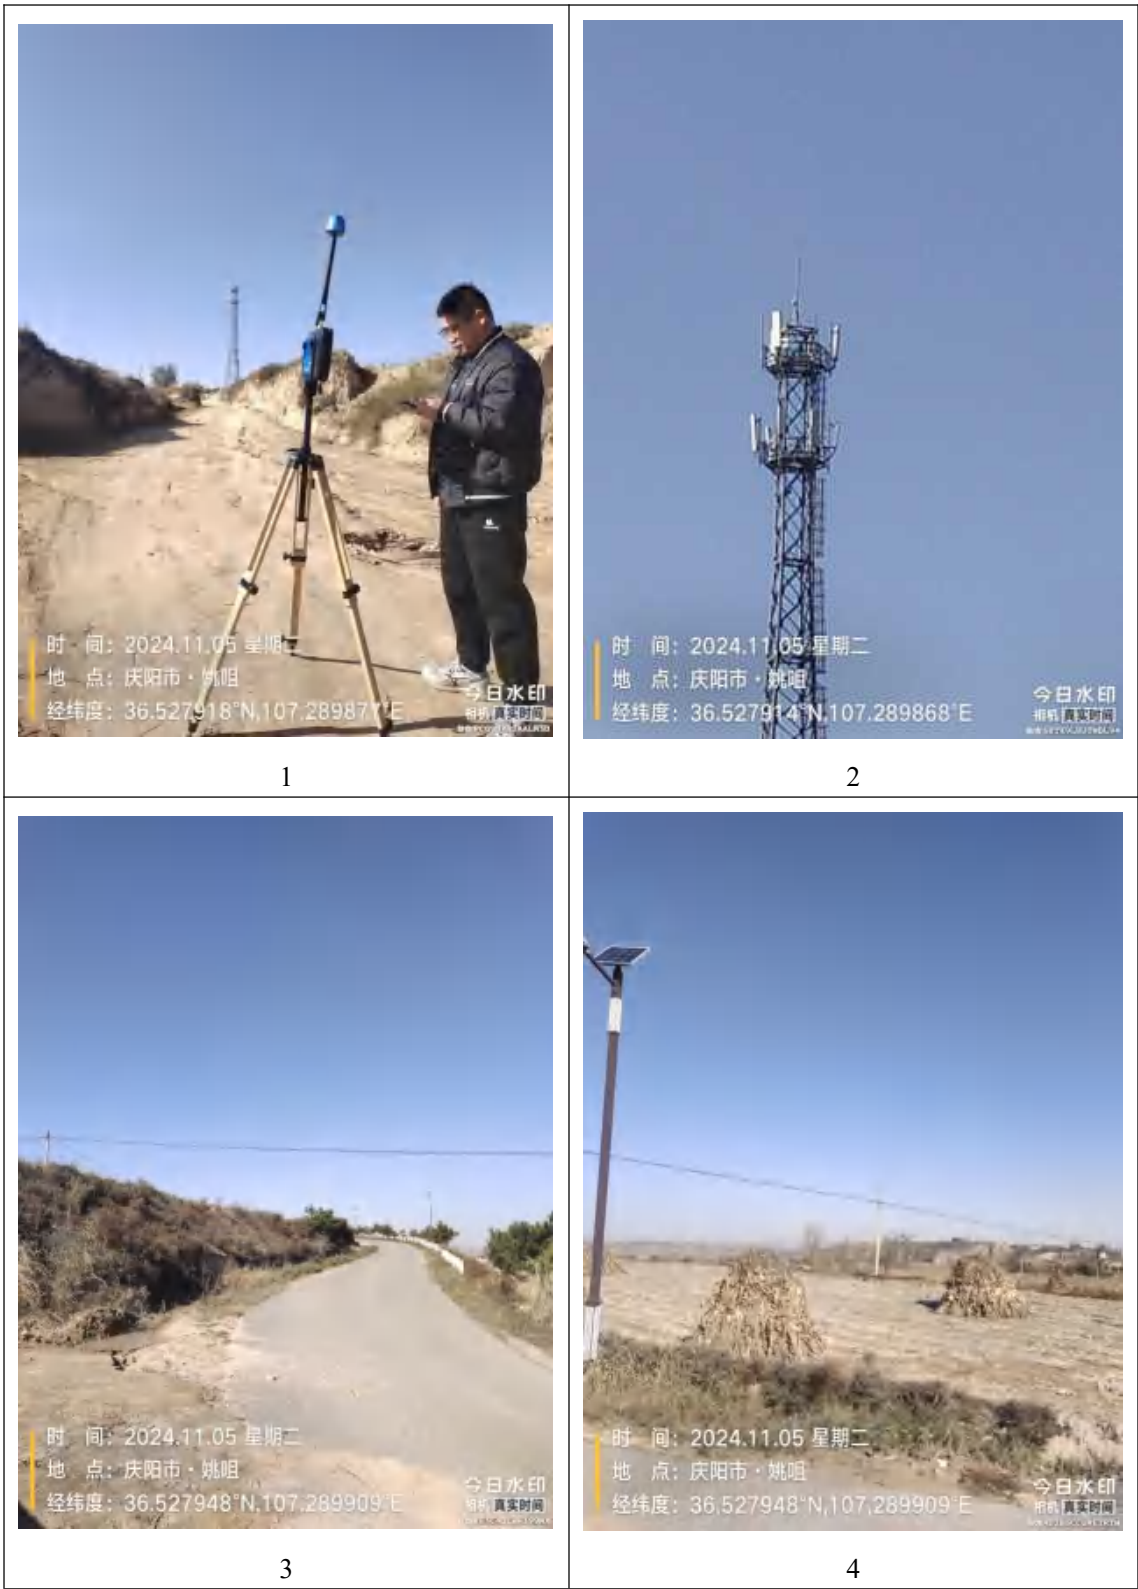 时 间：2024.11.05 星期二
地 点：庆阳市·姚咀
经纬度：36.527918°N,107.289877°E
今日水印
相机 真实时间
1
时 间：2024.11.05 星期二
地 点：庆阳市·姚咀
经纬度：36.527914°N,107.289868°E
今日水印
相机 真实时间
2
时 间：2024.11.05 星期二
地 点：庆阳市·姚咀
经纬度：36.527948°N,107.289909°E
今日水印
相机 真实时间
3
时 间：2024.11.05 星期二
地 点：庆阳市·姚咀
经纬度：36.527948°N,107.289909°E
今日水印
相机 真实时间
4